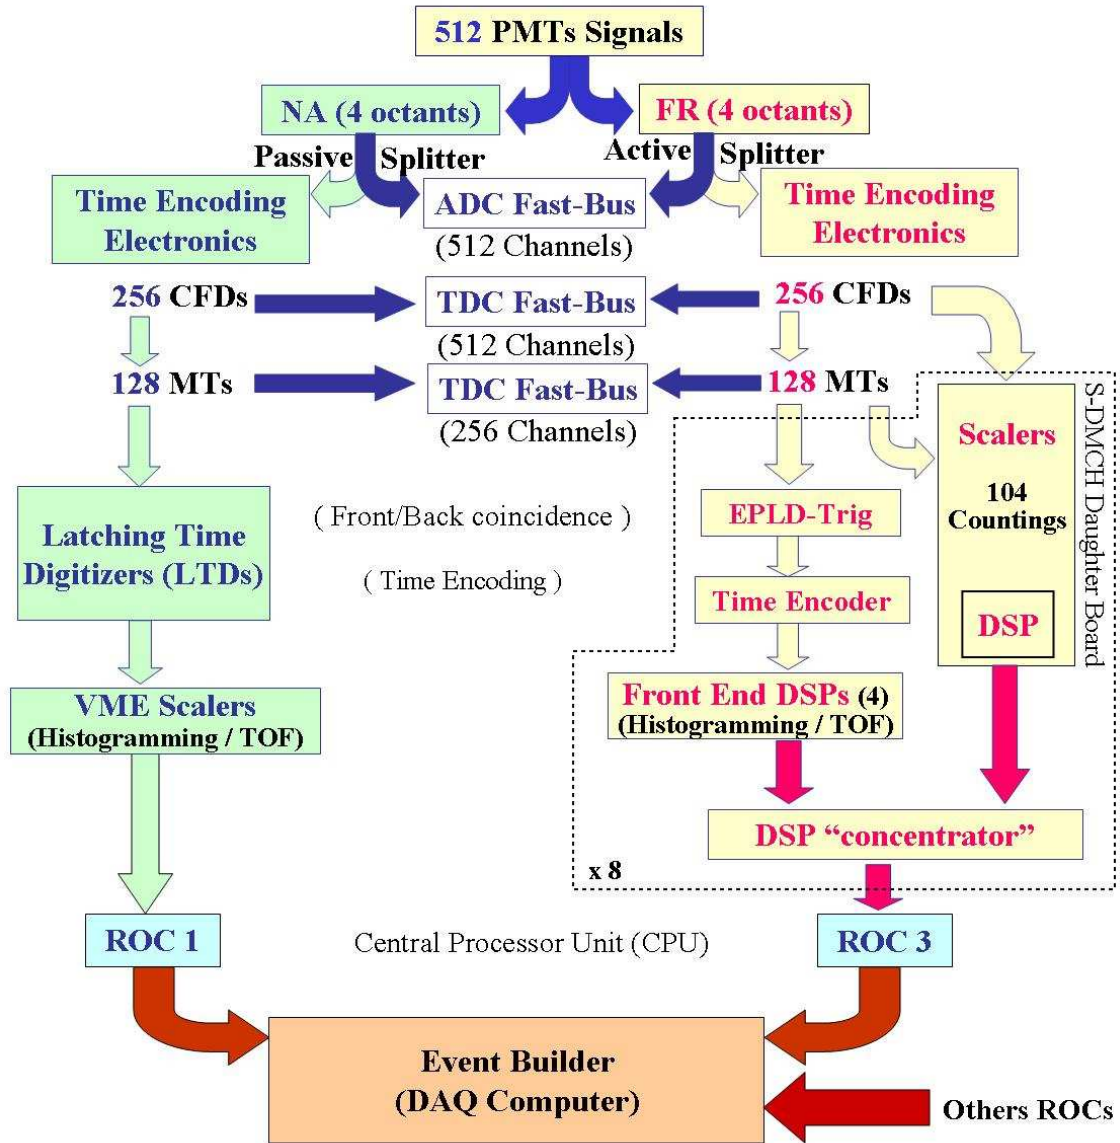 512 PMTs Signals
NA (4 octants)
FR (4 octants)
Passive Splitter
Active Splitter
Time Encoding
Electronics
ADC Fast-Bus
(512 Channels)
Time Encoding
Electronics
256 CFDs
TDC Fast-Bus
(512 Channels)
256 CFDs
128 MTs
TDC Fast-Bus
(256 Channels)
128 MTs
S-DMCH Daughter Board
Scalers
104
Countings
DSP
Latching Time
Digitizers (LTDs)
( Front/Back coincidence )
( Time Encoding )
EPLD-Trig
Time Encoder
VME Scalers
(Histogramming / TOF)
Front End DSPs (4)
(Histogramming / TOF)
DSP “concentrator”
x 8
ROC 1
Central Processor Unit (CPU)
ROC 3
Event Builder
(DAQ Computer)
Others ROCs